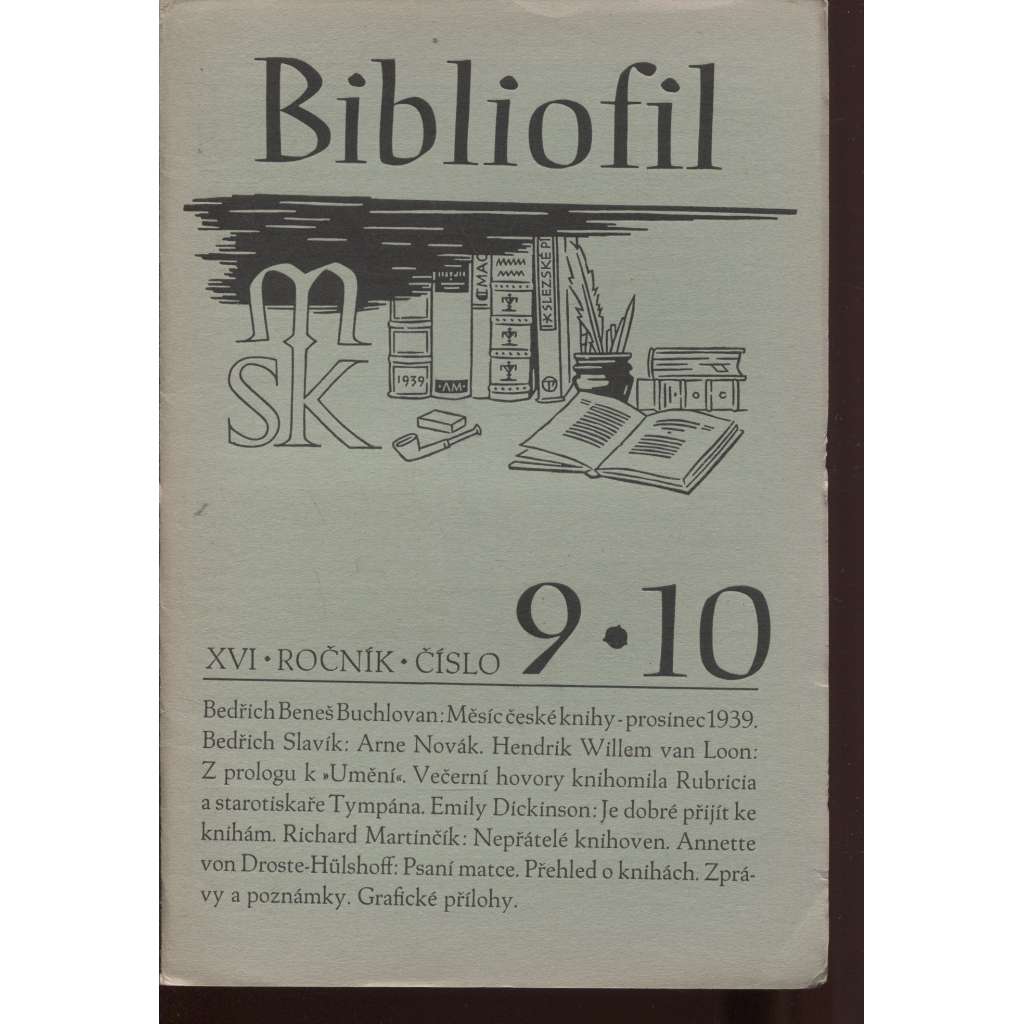 Bibliofil
MSK
1939
·AM·
MAC
K SLEZSKÉ P
XVI · ROČNÍK · ČÍSLO 9 · 10
Bedřich Beneš Buchlovan: Měsíc české knihy - prosinec 1939.
Bedřich Slavík: Arne Novák. Hendrik Willem van Loon:
Z prologu k »Umění«. Večerní hovory knihomila Rubricia
a starotiskaře Tympána. Emily Dickinson: Je dobré přijít ke
knihám. Richard Martinčík: Nepřátelé knihoven. Annette
von Droste-Hülshoff: Psaní matce. Přehled o knihách. Zprá-
vy a poznámky. Grafické přílohy.